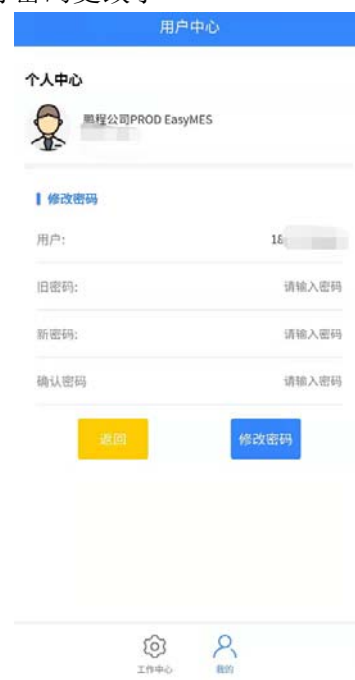 用户中心
个人中心
鹏程公司PROD EasyMES
修改密码
用户: 18
旧密码: 请输入密码
新密码: 请输入密码
确认密码 请输入密码
返回 修改密码
工作中心 我的